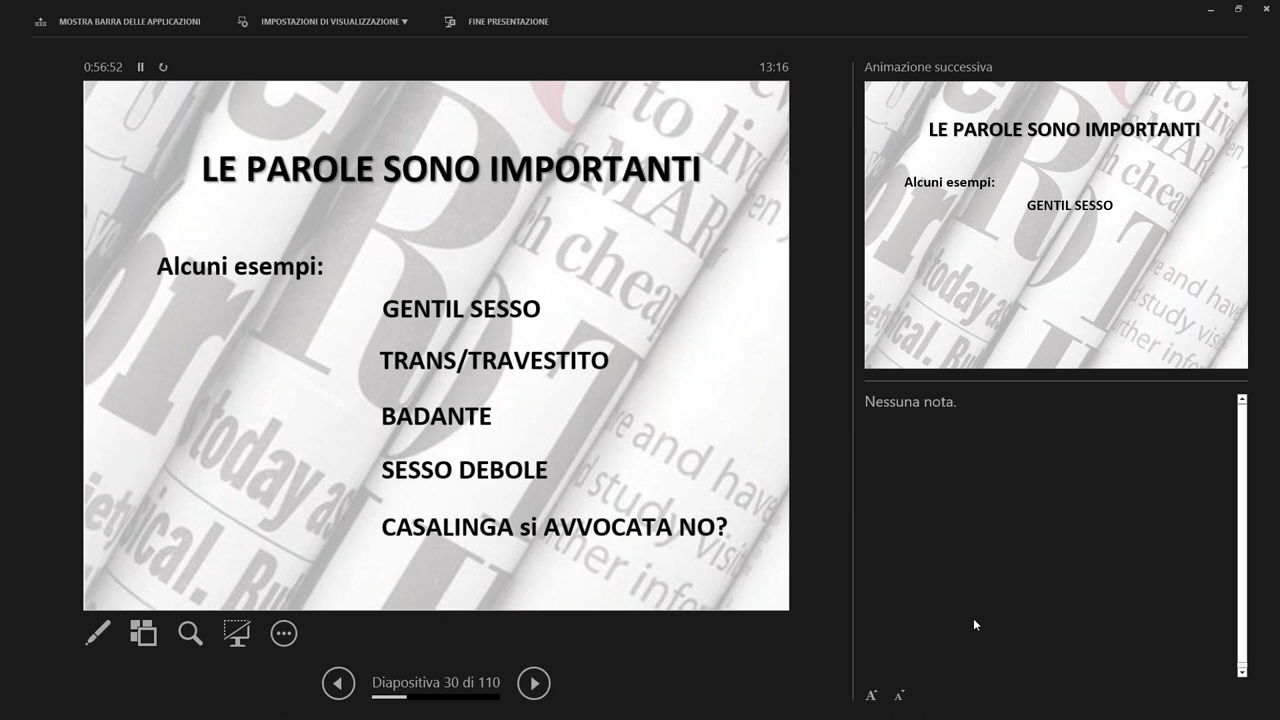 MOSTRA BARRA DELLE APPLICAZIONI
IMPOSTAZIONI DI VISUALIZZAZIONE ▼
FINE PRESENTAZIONE
0:56:52
13:16
LE PAROLE SONO IMPORTANTI
Alcuni esempi:
GENTIL SESSO
TRANS/TRAVESTITO
BADANTE
SESSO DEBOLE
CASALINGA si AVVOCATA NO?
Diapositiva 30 di 110
Animazione successiva
LE PAROLE SONO IMPORTANTI
Alcuni esempi:
GENTIL SESSO
Nessuna nota.
A A